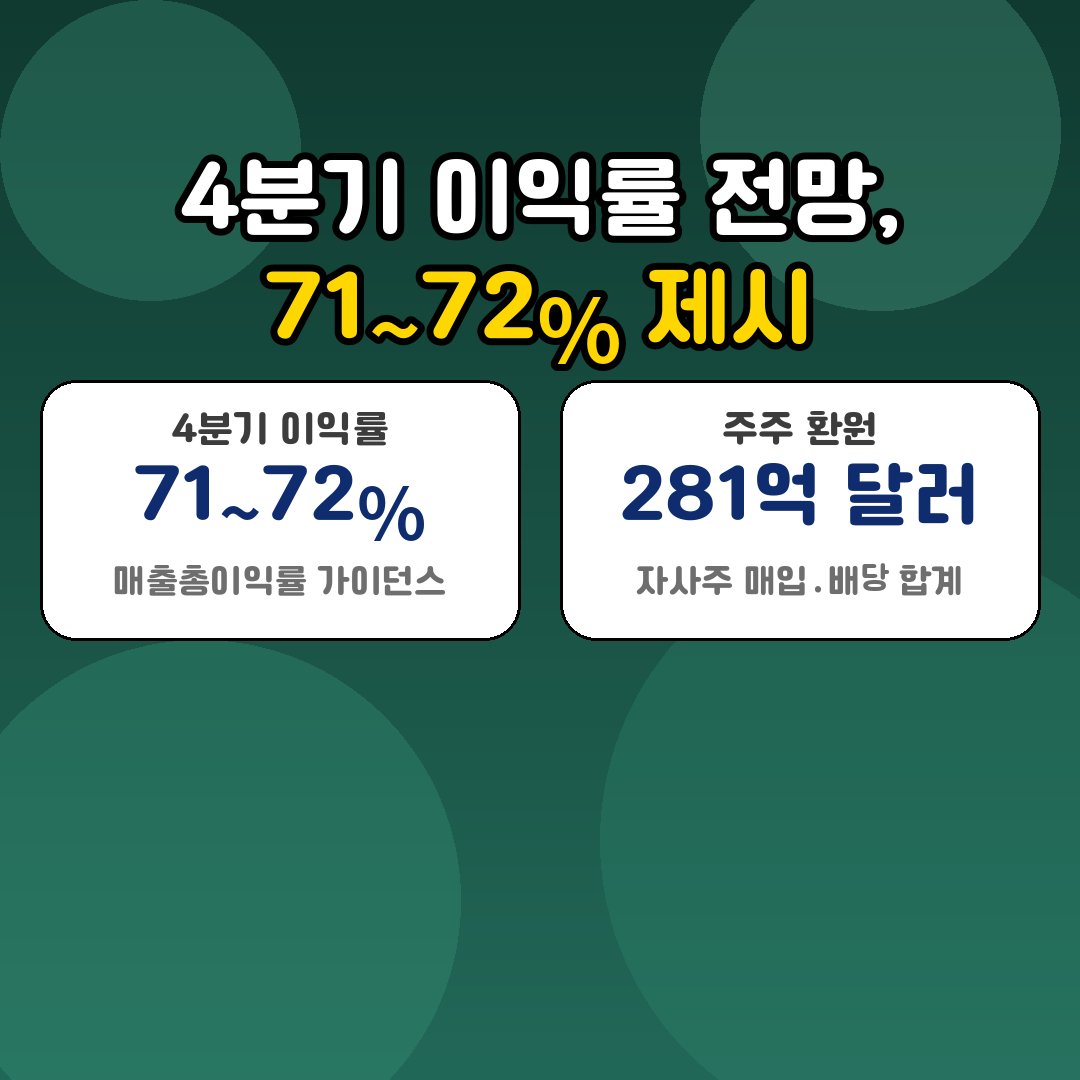 4분기 이익률 전망,
71~72% 제시
4분기 이익률
71~72%
매출총이익률 가이던스
주주 환원
281억 달러
자사주 매입.배당 합계